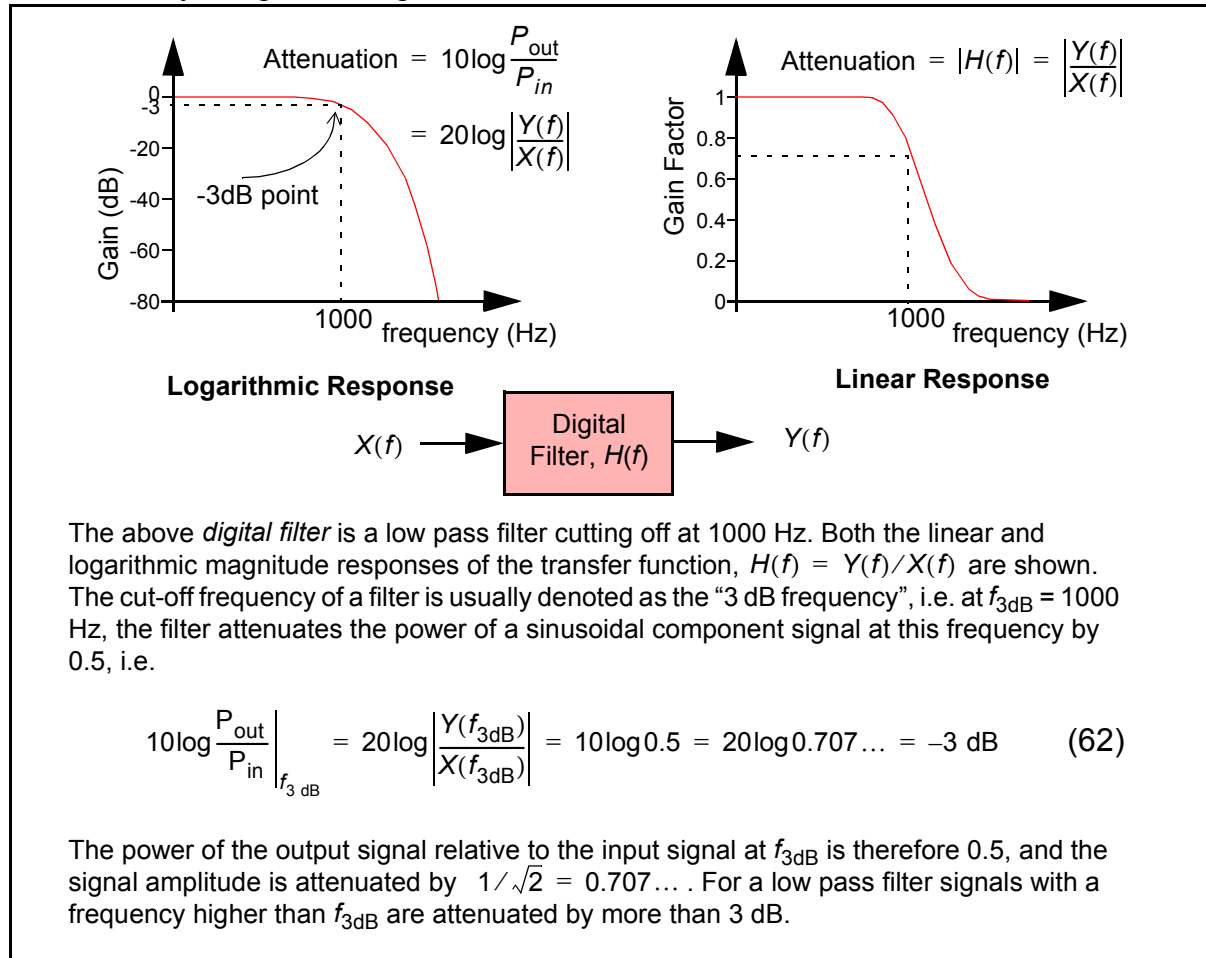 Attenuation = 10log P_out/P_in
= 20log|Y(f)/X(f)|
0
-3
-20
-40
-60
-80
Gain (dB)
-3dB point
1000
frequency (Hz)
Logarithmic Response
Attenuation = |H(f)| = |Y(f)/X(f)|
1
0.8
0.6
0.4
0.2
0
Gain Factor
1000
frequency (Hz)
Linear Response
X(f)
Digital
Filter, H(f)
Y(f)
The above digital filter is a low pass filter cutting off at 1000 Hz. Both the linear and
logarithmic magnitude responses of the transfer function, H(f) = Y(f)/X(f) are shown.
The cut-off frequency of a filter is usually denoted as the “3 dB frequency”, i.e. at f_3dB = 1000
Hz, the filter attenuates the power of a sinusoidal component signal at this frequency by
0.5, i.e.
10log P_out/P_in |_f_3 dB = 20log|Y(f_3dB)/X(f_3dB)| = 10log0.5 = 20log0.707… = –3 dB (62)
The power of the output signal relative to the input signal at f_3dB is therefore 0.5, and the
signal amplitude is attenuated by 1/√2 = 0.707… . For a low pass filter signals with a
frequency higher than f_3dB are attenuated by more than 3 dB.